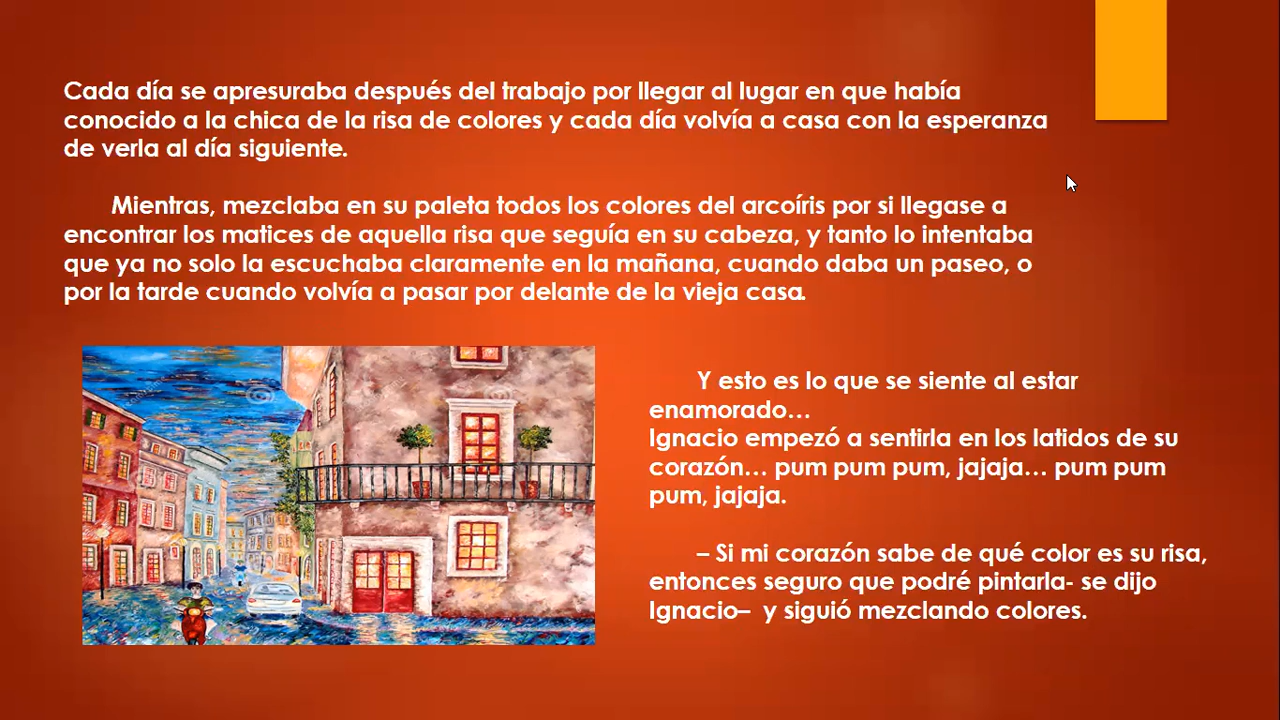 Cada día se apresuraba después del trabajo por llegar al lugar en que había
conocido a la chica de la risa de colores y cada día volvía a casa con la esperanza
de verla al día siguiente.
Mientras, mezclaba en su paleta todos los colores del arcoíris por si llegase a
encontrar los matices de aquella risa que seguía en su cabeza, y tanto lo intentaba
que ya no solo la escuchaba claramente en la mañana, cuando daba un paseo, o
por la tarde cuando volvía a pasar por delante de la vieja casa.
Y esto es lo que se siente al estar
enamorado…
Ignacio empezó a sentirla en los latidos de su
corazón… pum pum pum, jajaja… pum pum
pum, jajaja.
– Si mi corazón sabe de qué color es su risa,
entonces seguro que podré pintarla- se dijo
Ignacio– y siguió mezclando colores.